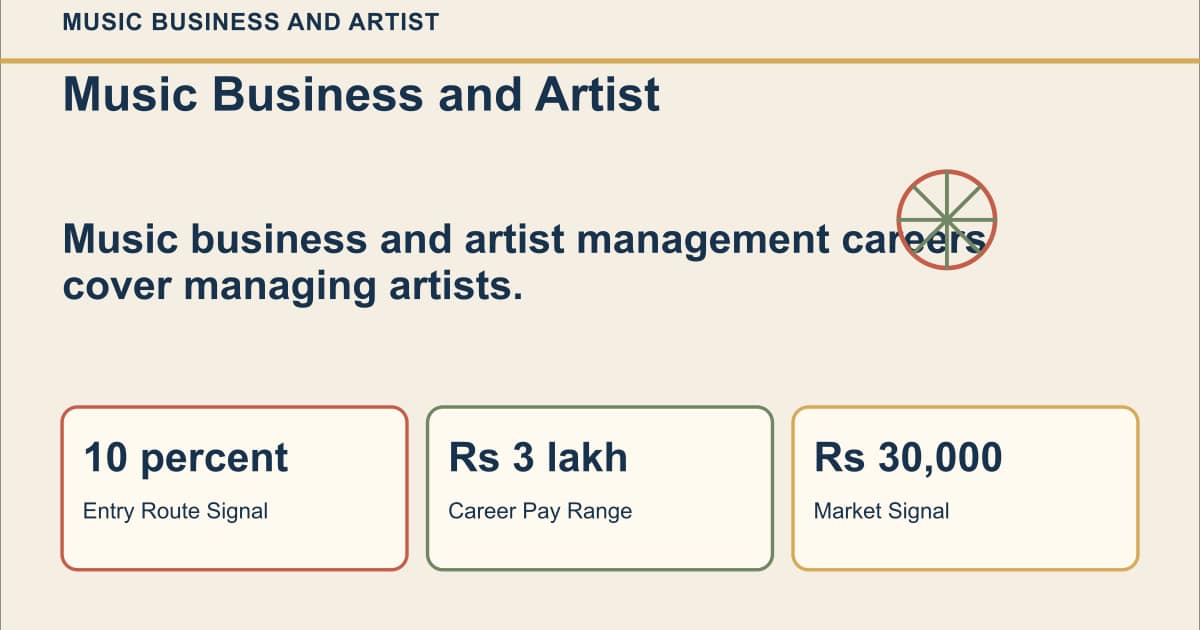 MUSIC BUSINESS AND ARTIST
Music Business and Artist
Music business and artist management careers
cover managing artists.
10 percent
Entry Route Signal
Rs 3 lakh
Career Pay Range
Rs 30,000
Market Signal